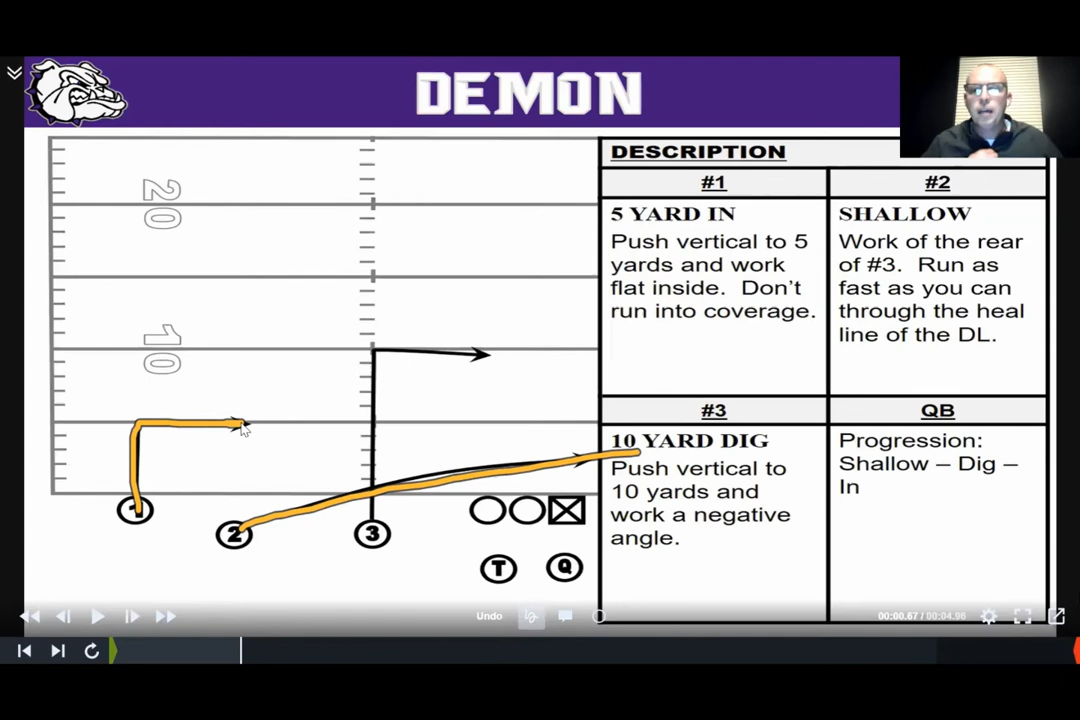 DEMON
20
10
1
2
3
T
Q
DESCRIPTION
#1
5 YARD IN
Push vertical to 5
yards and work
flat inside. Don't
run into coverage.
#2
SHALLOW
Work of the rear
of #3. Run as
fast as you can
through the heal
line of the DL.
#3
10 YARD DIG
Push vertical to
10 yards and
work a negative
angle.
QB
Progression:
Shallow – Dig –
In
Undo
00:00.67 / 00:04.96